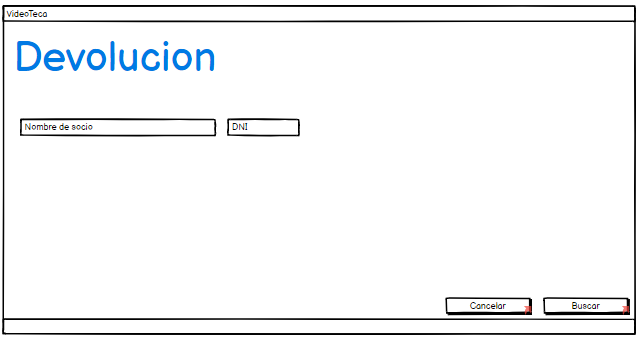 VideoTeca
Devolucion
Nombre de socio
DNI
Cancelar
Buscar